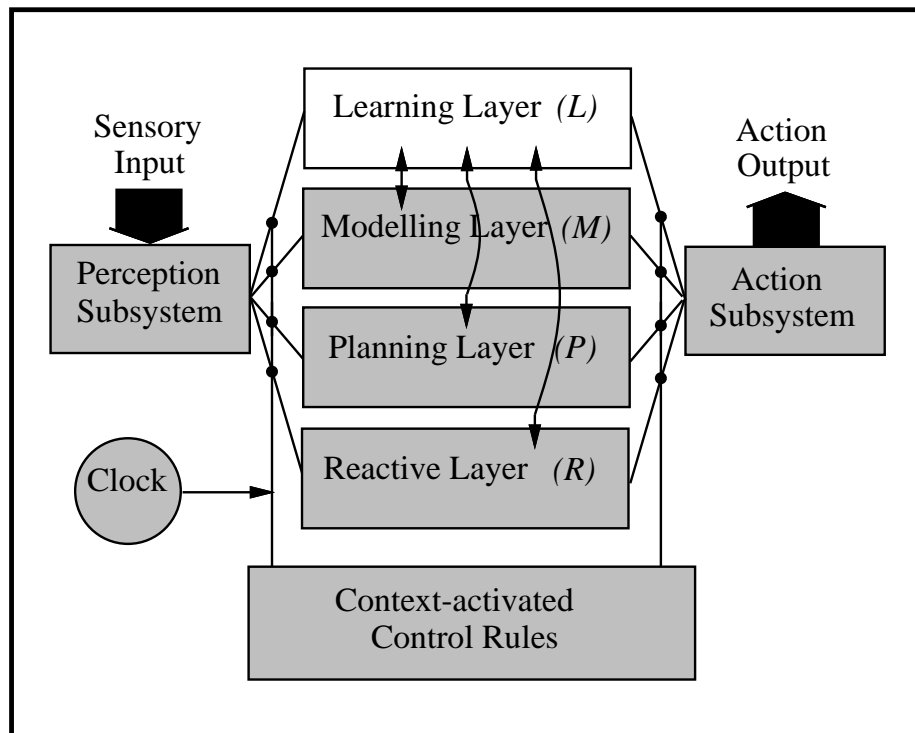 Learning Layer (L)
Sensory
Input
Action
Output
Modelling Layer (M)
Perception
Subsystem
Action
Subsystem
Planning Layer (P)
Reactive Layer (R)
Clock
Context-activated
Control Rules